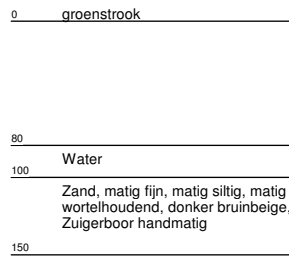 0 groenstrook
80
Water
100
Zand, matig fijn, matig siltig, matig
wortelhoudend, donker bruinbeige,
Zuigerboor handmatig
150